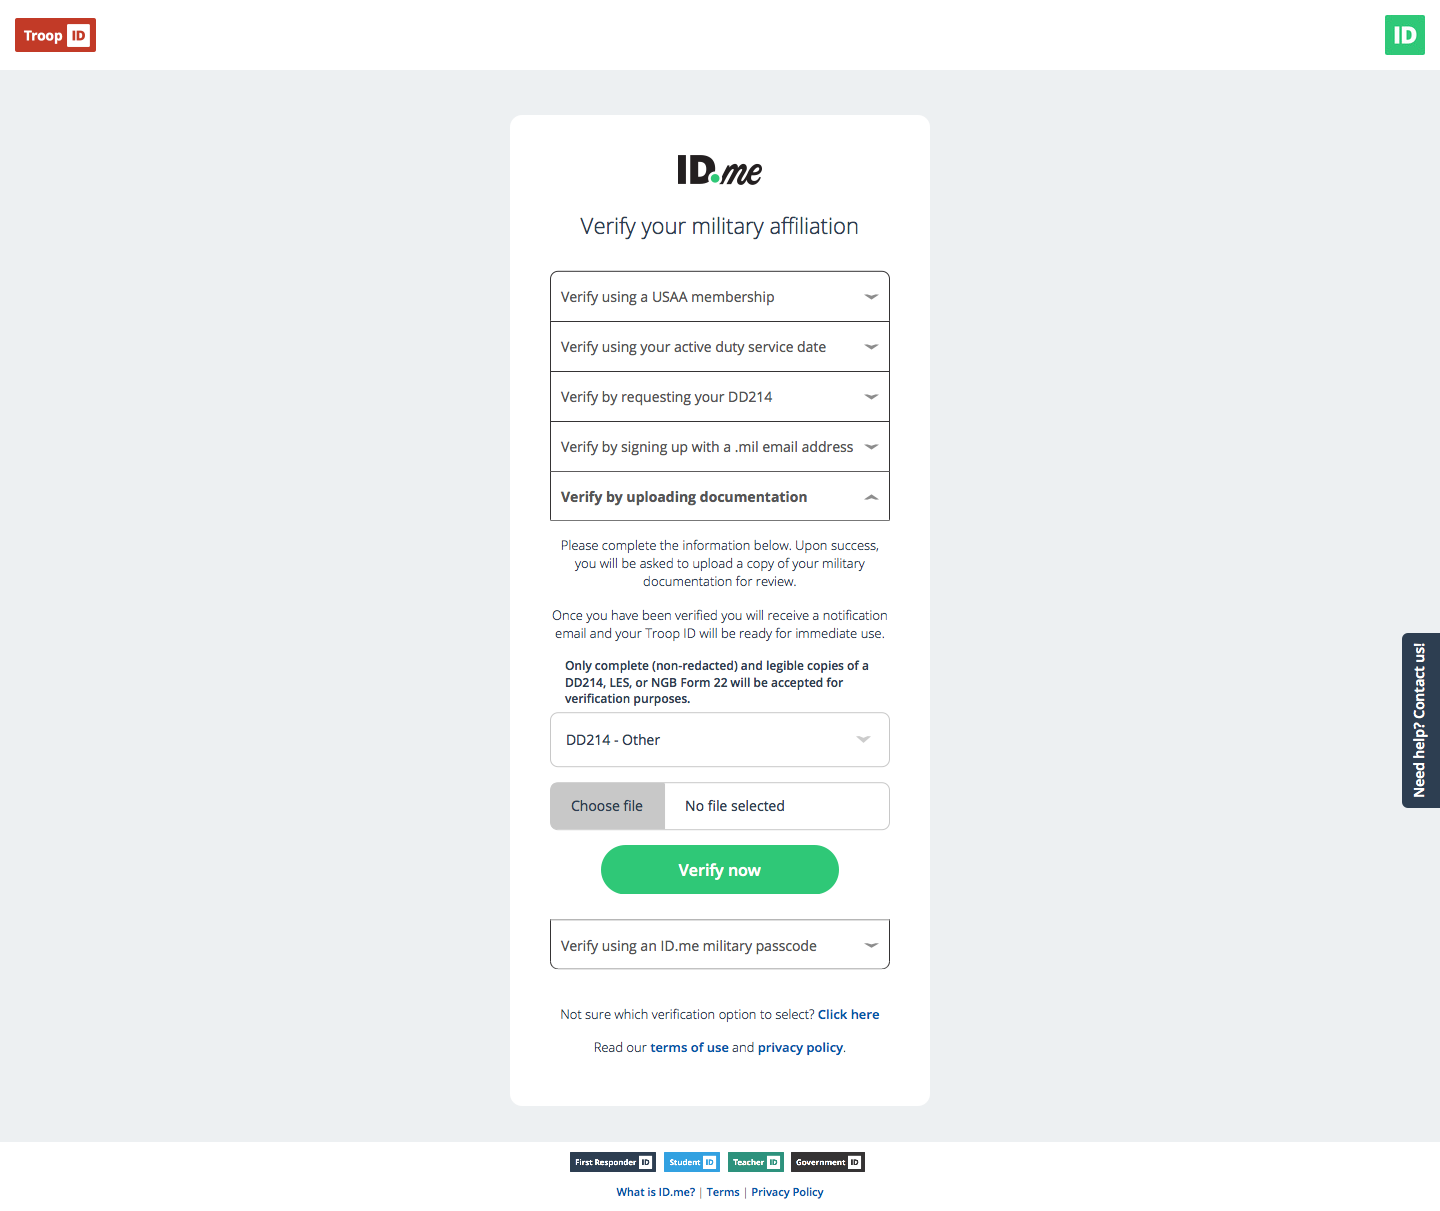 Troop ID
ID
ID.me
Verify your military affiliation
Verify using a USAA membership
Verify using your active duty service date
Verify by requesting your DD214
Verify by signing up with a .mil email address
Verify by uploading documentation
Please complete the information below. Upon success,
you will be asked to upload a copy of your military
documentation for review.
Once you have been verified you will receive a notification
email and your Troop ID will be ready for immediate use.
Only complete (non-redacted) and legible copies of a
DD214, LES, or NGB Form 22 will be accepted for
verification purposes.
DD214 - Other
Choose file No file selected
Verify now
Verify using an ID.me military passcode
Not sure which verification option to select? Click here
Read our terms of use and privacy policy.
Need help? Contact us!
First Responder ID Student ID Teacher ID Government ID
What is ID.me? | Terms | Privacy Policy